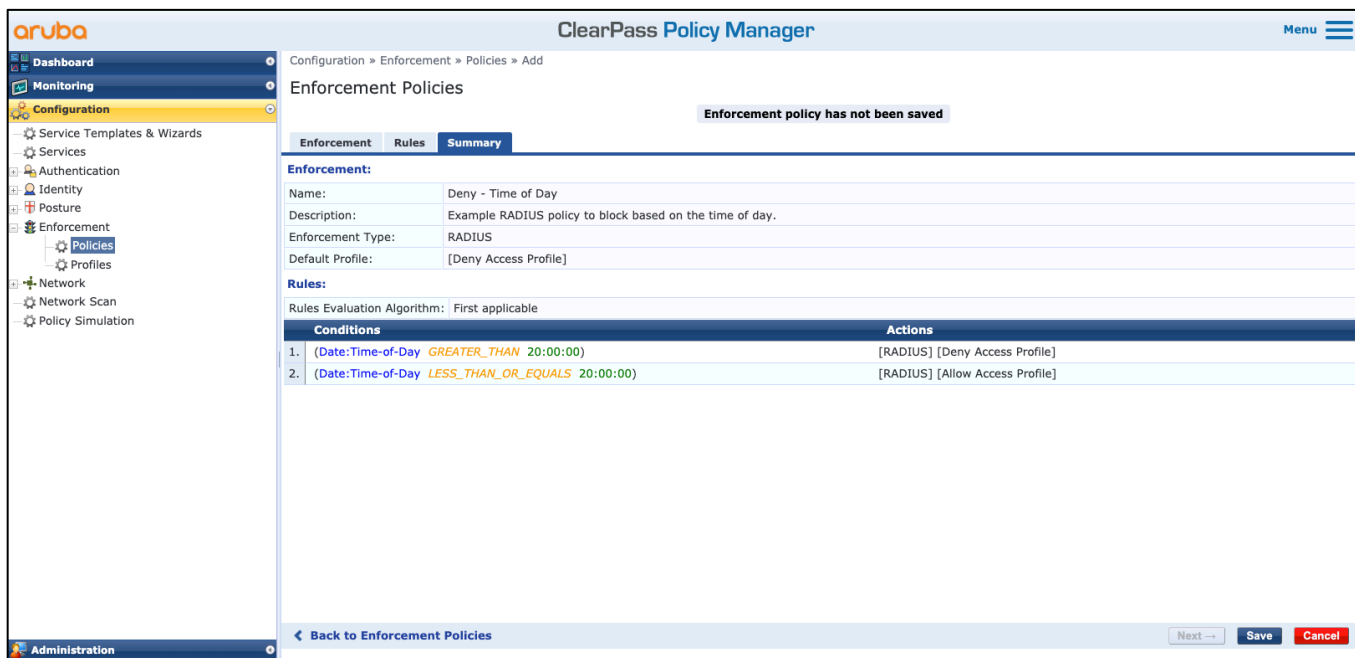 aruba
ClearPass Policy Manager
Menu
Dashboard
Monitoring
Configuration
Service Templates & Wizards
Services
Authentication
Identity
Posture
Enforcement
Policies
Profiles
Network
Network Scan
Policy Simulation
Administration
Configuration » Enforcement » Policies » Add
Enforcement Policies
Enforcement policy has not been saved
Enforcement Rules Summary
Enforcement:
Name: Deny - Time of Day
Description: Example RADIUS policy to block based on the time of day.
Enforcement Type: RADIUS
Default Profile: [Deny Access Profile]
Rules:
Rules Evaluation Algorithm: First applicable
Conditions Actions
1. (Date:Time-of-Day GREATER_THAN 20:00:00) [RADIUS] [Deny Access Profile]
2. (Date:Time-of-Day LESS_THAN_OR_EQUALS 20:00:00) [RADIUS] [Allow Access Profile]
Back to Enforcement Policies
Next → Save Cancel